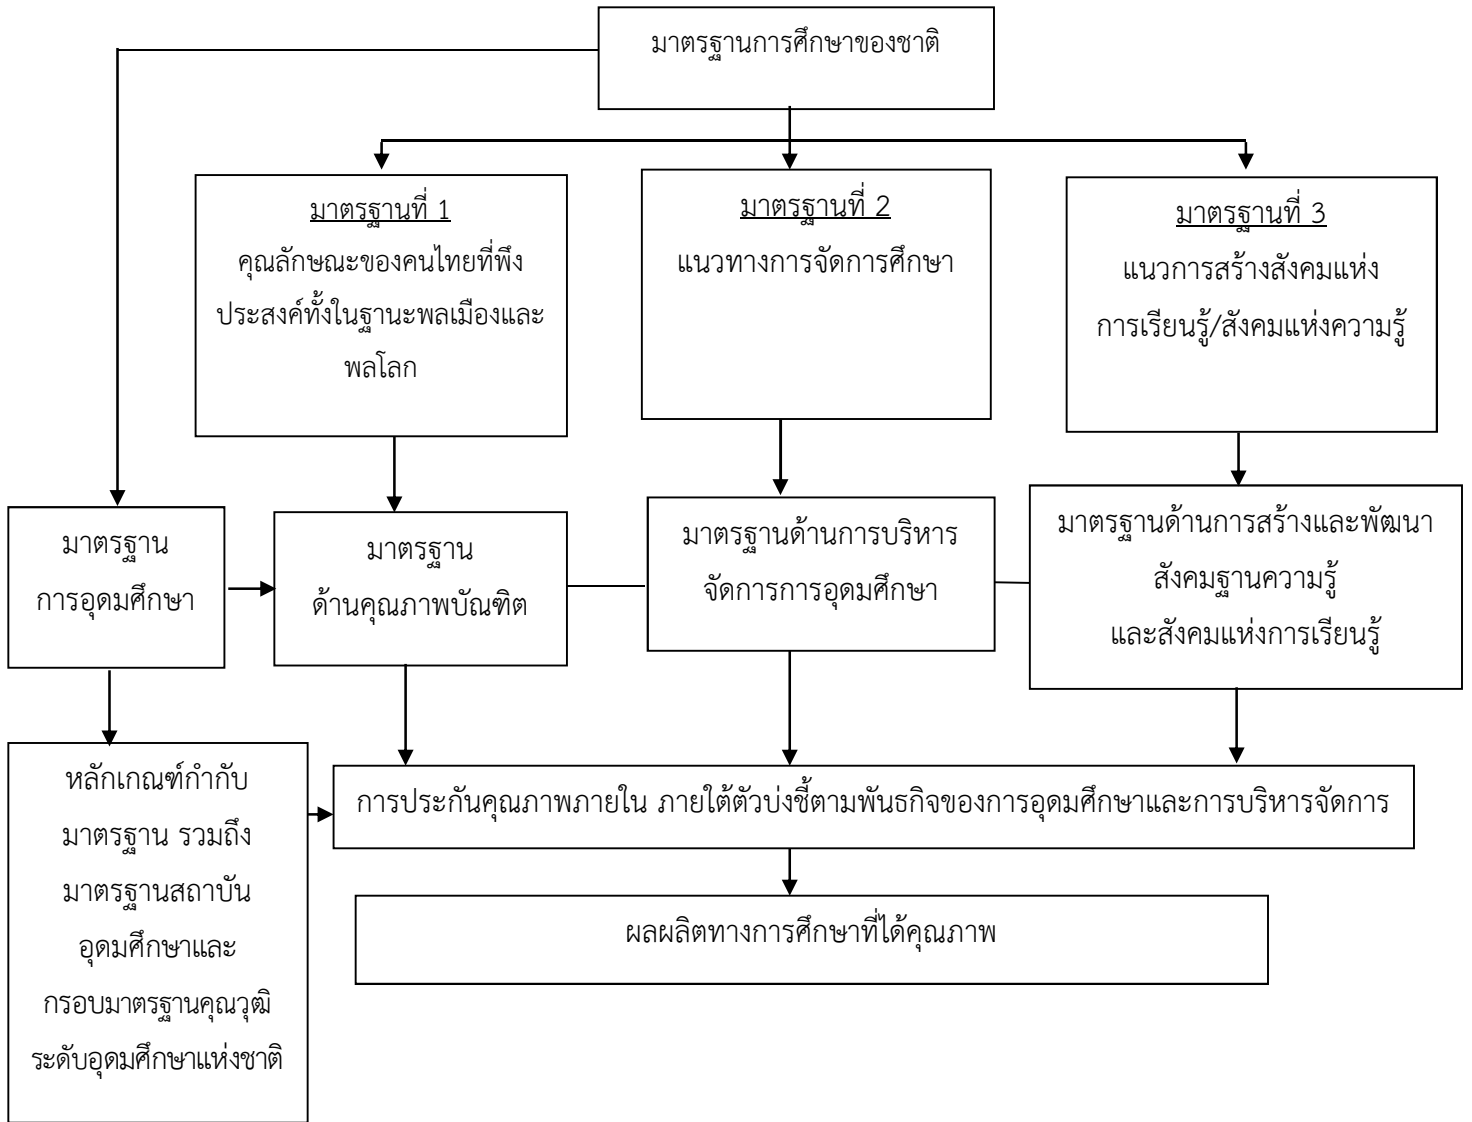 มาตรฐานการศึกษาของชาติ
มาตรฐานที่ 1
คุณลักษณะของคนไทยที่พึง
ประสงค์ทั้งในฐานะพลเมืองและ
พลโลก
มาตรฐานที่ 2
แนวทางการจัดการศึกษา
มาตรฐานที่ 3
แนวการสร้างสังคมแห่ง
การเรียนรู้/สังคมแห่งความรู้
มาตรฐาน
การอุดมศึกษา
มาตรฐาน
ด้านคุณภาพบัณฑิต
มาตรฐานด้านการบริหาร
จัดการการอุดมศึกษา
มาตรฐานด้านการสร้างและพัฒนา
สังคมฐานความรู้
และสังคมแห่งการเรียนรู้
หลักเกณฑ์กำกับ
มาตรฐาน รวมถึง
มาตรฐานสถาบัน
อุดมศึกษาและ
กรอบมาตรฐานคุณวุฒิ
ระดับอุดมศึกษาแห่งชาติ
การประกันคุณภาพภายใน ภายใต้ตัวบ่งชี้ตามพันธกิจของการอุดมศึกษาและการบริหารจัดการ
ผลผลิตทางการศึกษาที่ได้คุณภาพ